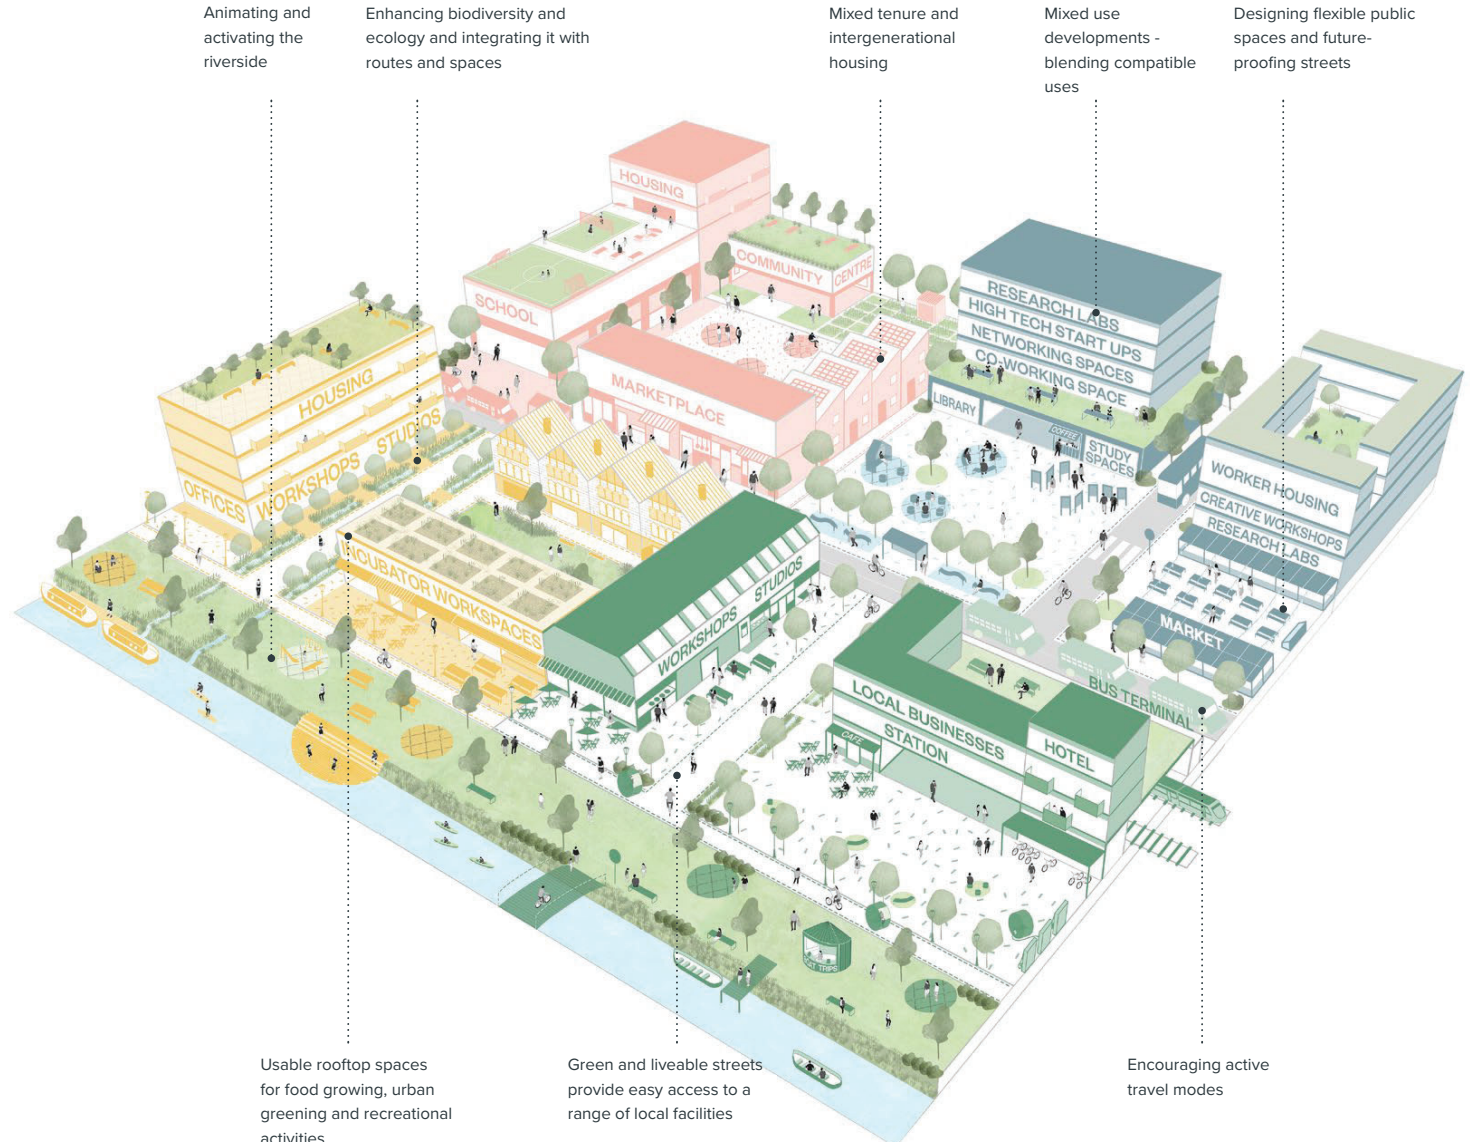 Animating and
activating the
riverside
Enhancing biodiversity and
ecology and integrating it with
routes and spaces
Mixed tenure and
intergenerational
housing
Mixed use
developments -
blending compatible
uses
Designing flexible public
spaces and future-
proofing streets
HOUSING
SCHOOL
COMMUNITY CENTRE
MARKETPLACE
RESEARCH LABS
HIGH TECH START UPS
NETWORKING SPACES
CO-WORKING SPACE
LIBRARY
COFFEE
STUDY
SPACES
WORKER HOUSING
CREATIVE WORKSHOPS
RESEARCH LABS
MARKET
HOUSING
OFFICES
WORKSHOPS STUDIOS
INCUBATOR WORKSPACES
WORKSHOPS STUDIOS
LOCAL BUSINESSES
STATION
CAFE
HOTEL
BUS TERMINAL
TRIPS
Usable rooftop spaces
for food growing, urban
greening and recreational
activities
Green and liveable streets
provide easy access to a
range of local facilities
Encouraging active
travel modes